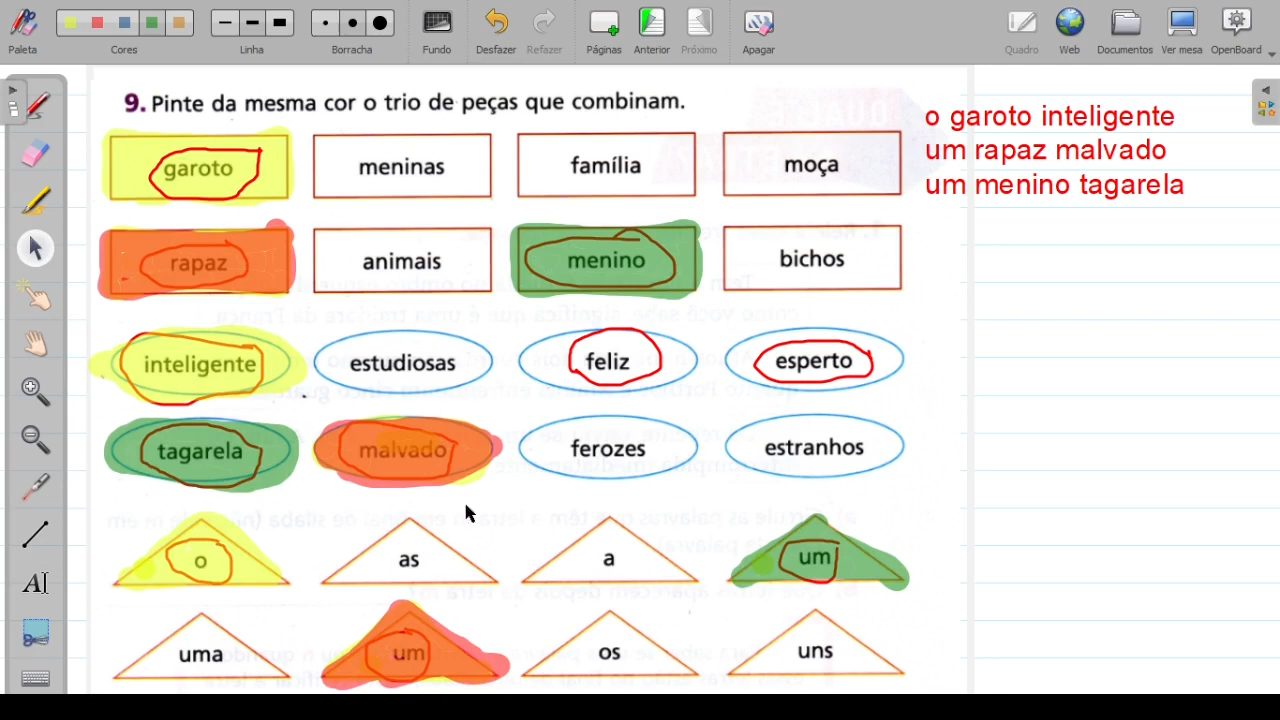 Paleta Cores Linha Borracha Fundo Desfazer Refazer Páginas Anterior Próximo Apagar Quadro Web Documentos Ver mesa OpenBoard
9. Pinte da mesma cor o trio de peças que combinam.
o garoto inteligente
um rapaz malvado
um menino tagarela
garoto meninas família moça
rapaz animais menino bichos
inteligente estudiosas feliz esperto
tagarela malvado ferozes estranhos
o as a um
uma um os uns